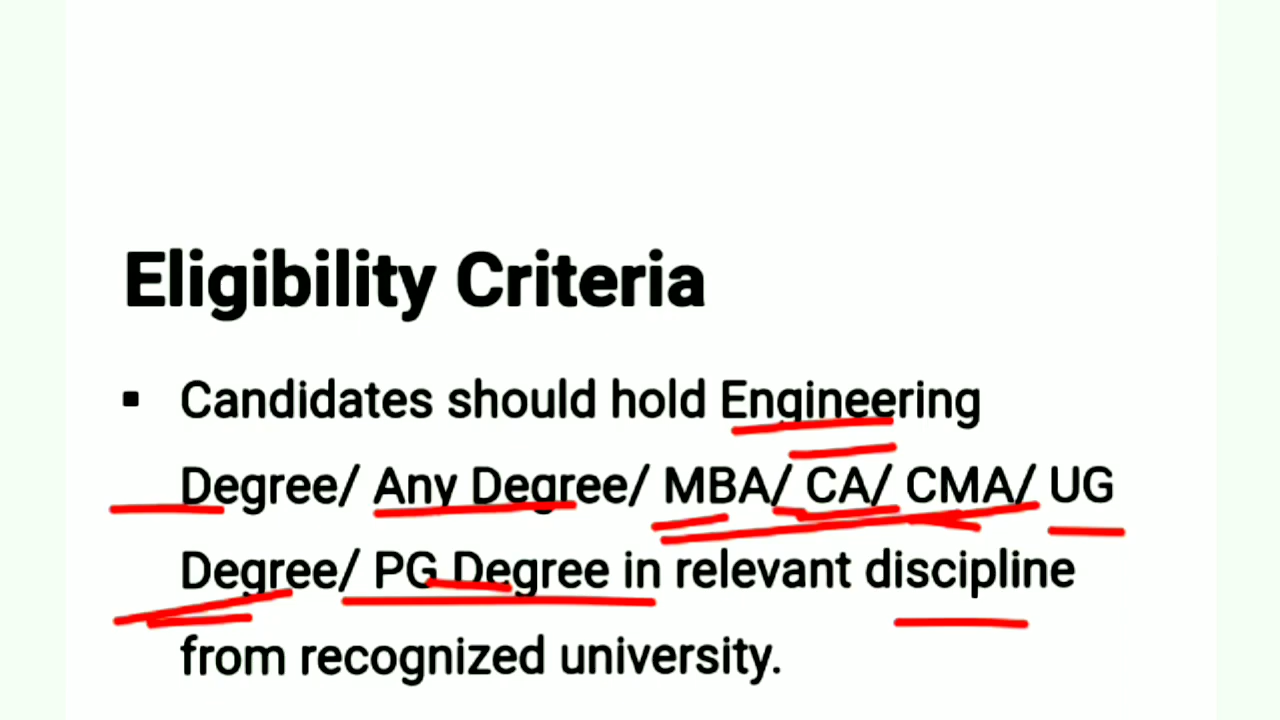 Eligibility Criteria
▪ Candidates should hold Engineering
Degree/ Any Degree/ MBA/ CA/ CMA/ UG
Degree/ PG Degree in relevant discipline
from recognized university.